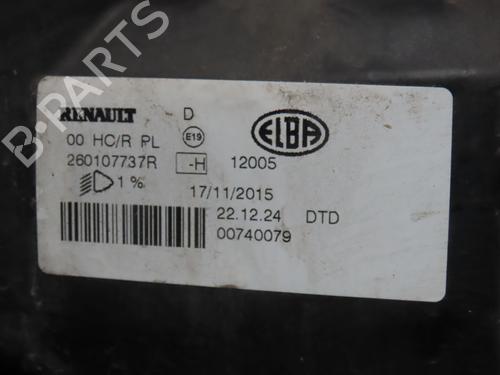 B-PARTS
RENAULT D ELBA
00 HC/R PL E19
260107737R -H 12005
1 %
17/11/2015
22.12.24 DTD
00740079